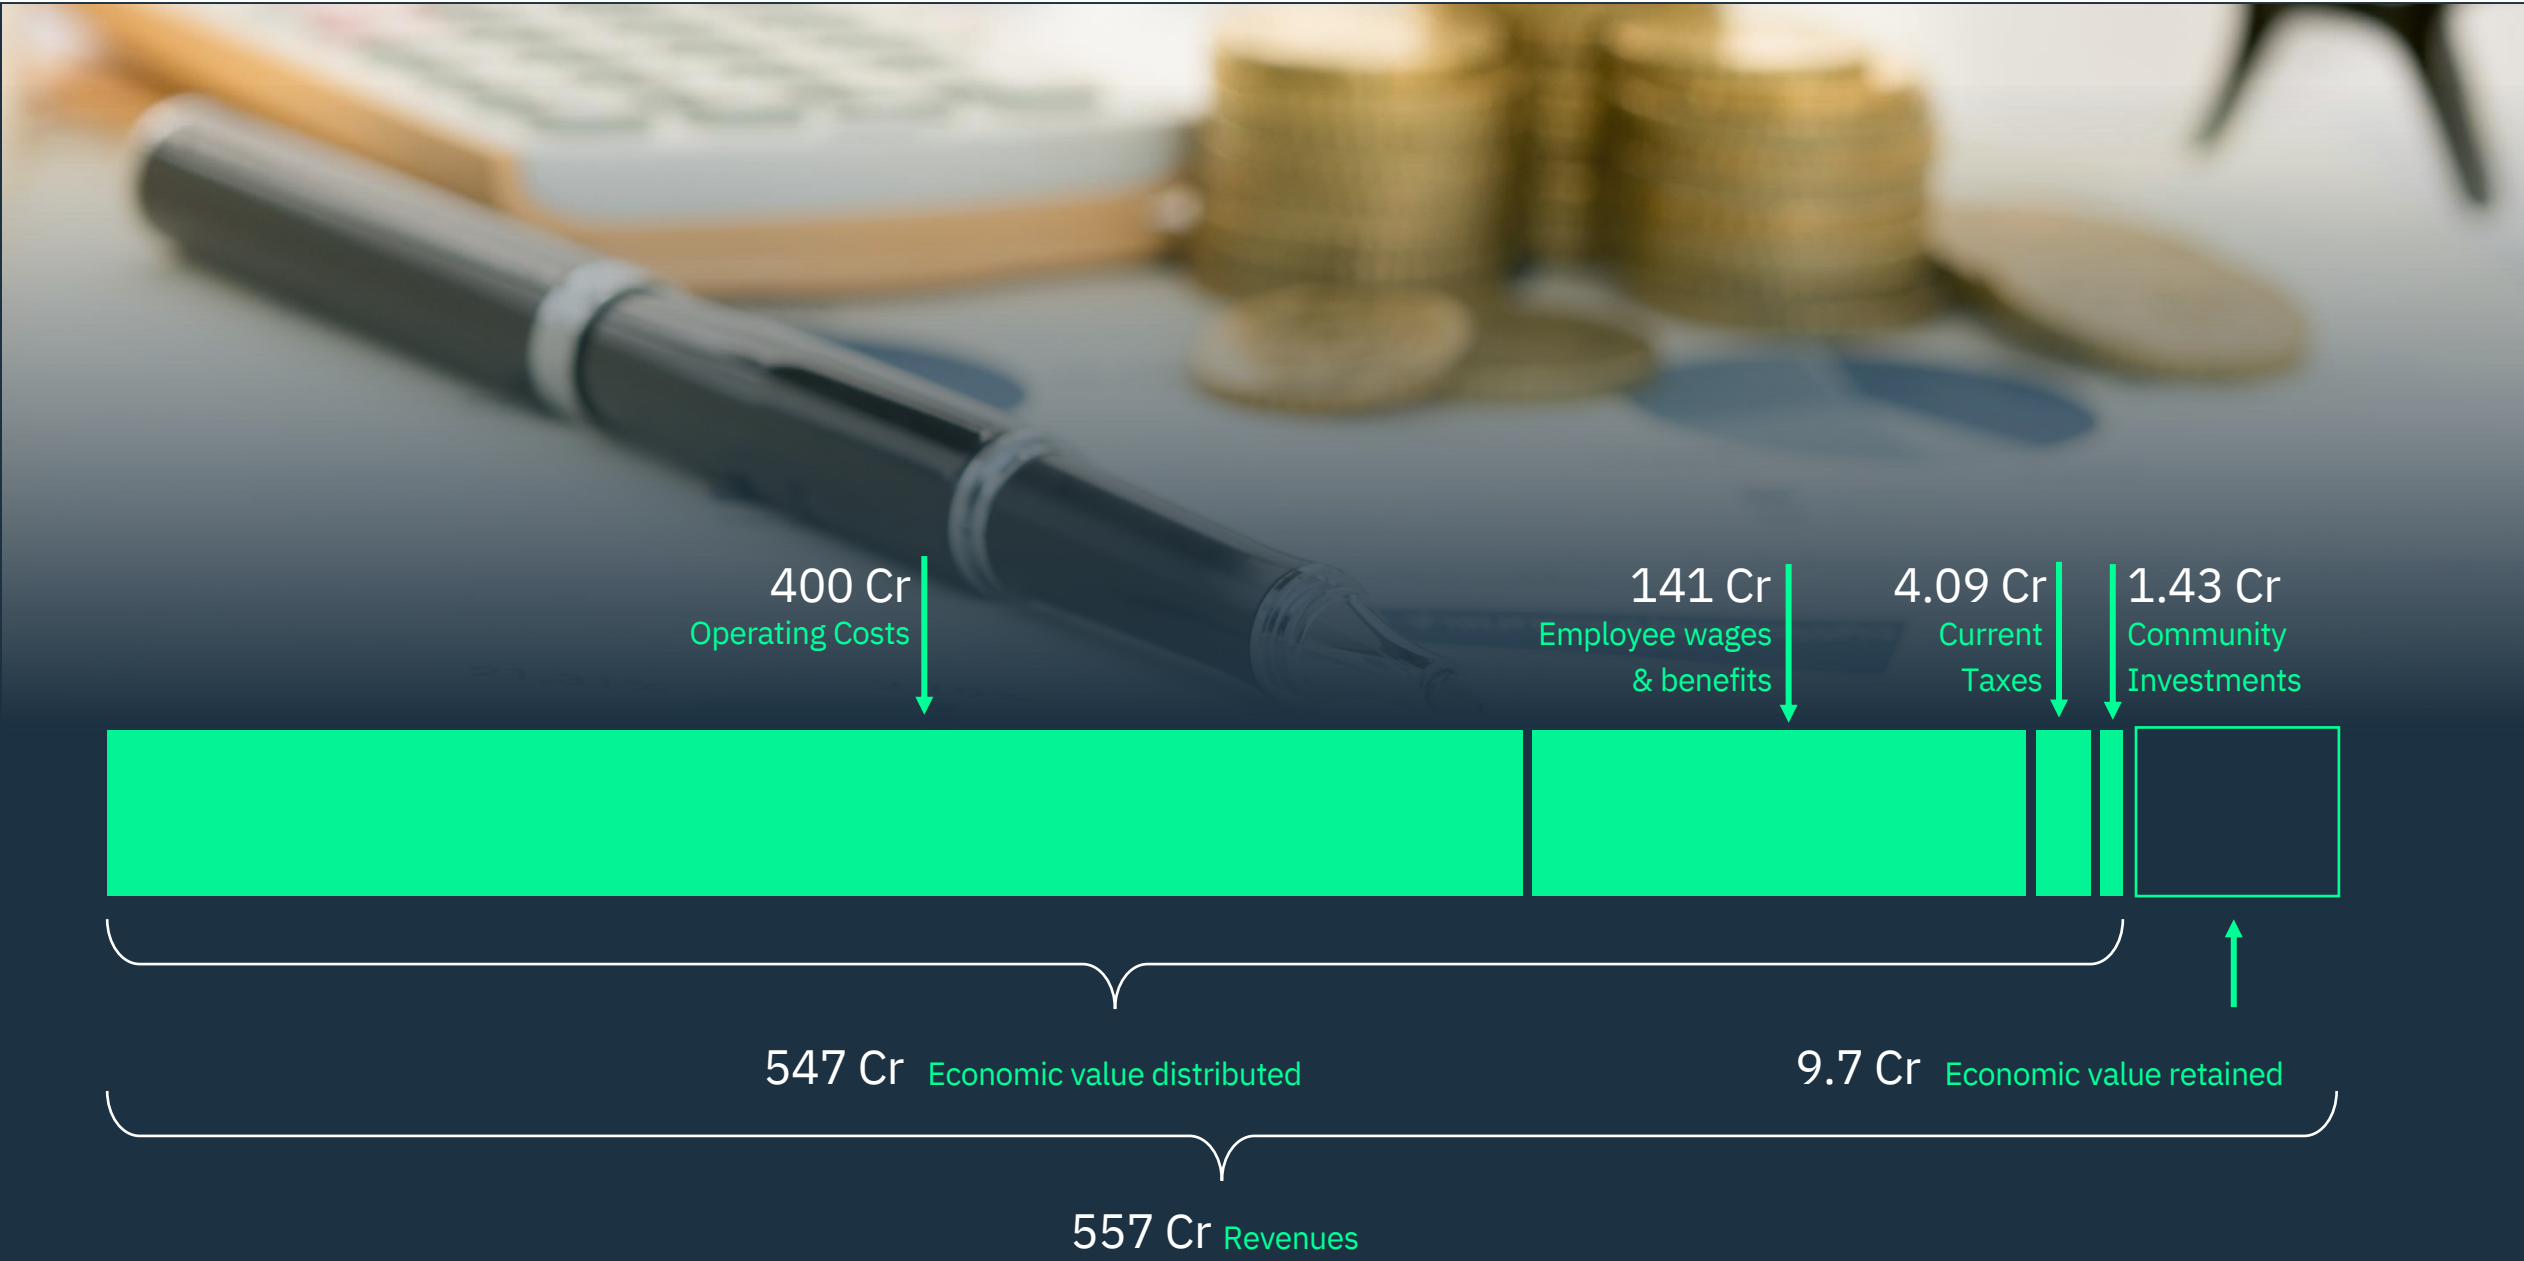 400 Cr
Operating Costs
141 Cr
Employee wages
& benefits
4.09 Cr
Current
Taxes
1.43 Cr
Community
Investments
547 Cr Economic value distributed
9.7 Cr Economic value retained
557 Cr Revenues